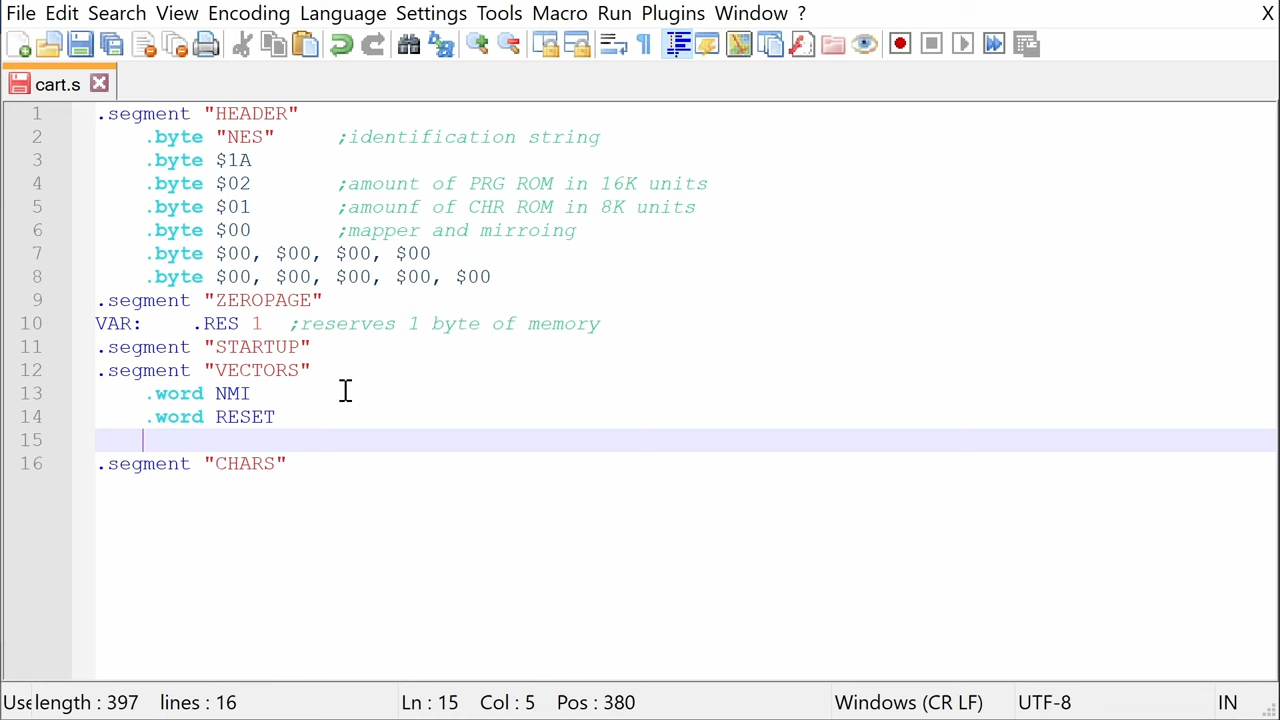 File Edit Search View Encoding Language Settings Tools Macro Run Plugins Window ? X
cart.s
1 .segment "HEADER"
2 .byte "NES" ;identification string
3 .byte $1A
4 .byte $02 ;amount of PRG ROM in 16K units
5 .byte $01 ;amounf of CHR ROM in 8K units
6 .byte $00 ;mapper and mirroing
7 .byte $00, $00, $00, $00
8 .byte $00, $00, $00, $00, $00
9 .segment "ZEROPAGE"
10 VAR: .RES 1 ;reserves 1 byte of memory
11 .segment "STARTUP"
12 .segment "VECTORS"
13 .word NMI
14 .word RESET
15
16 .segment "CHARS"
Use length : 397 lines : 16 Ln : 15 Col : 5 Pos : 380 Windows (CR LF) UTF-8 IN